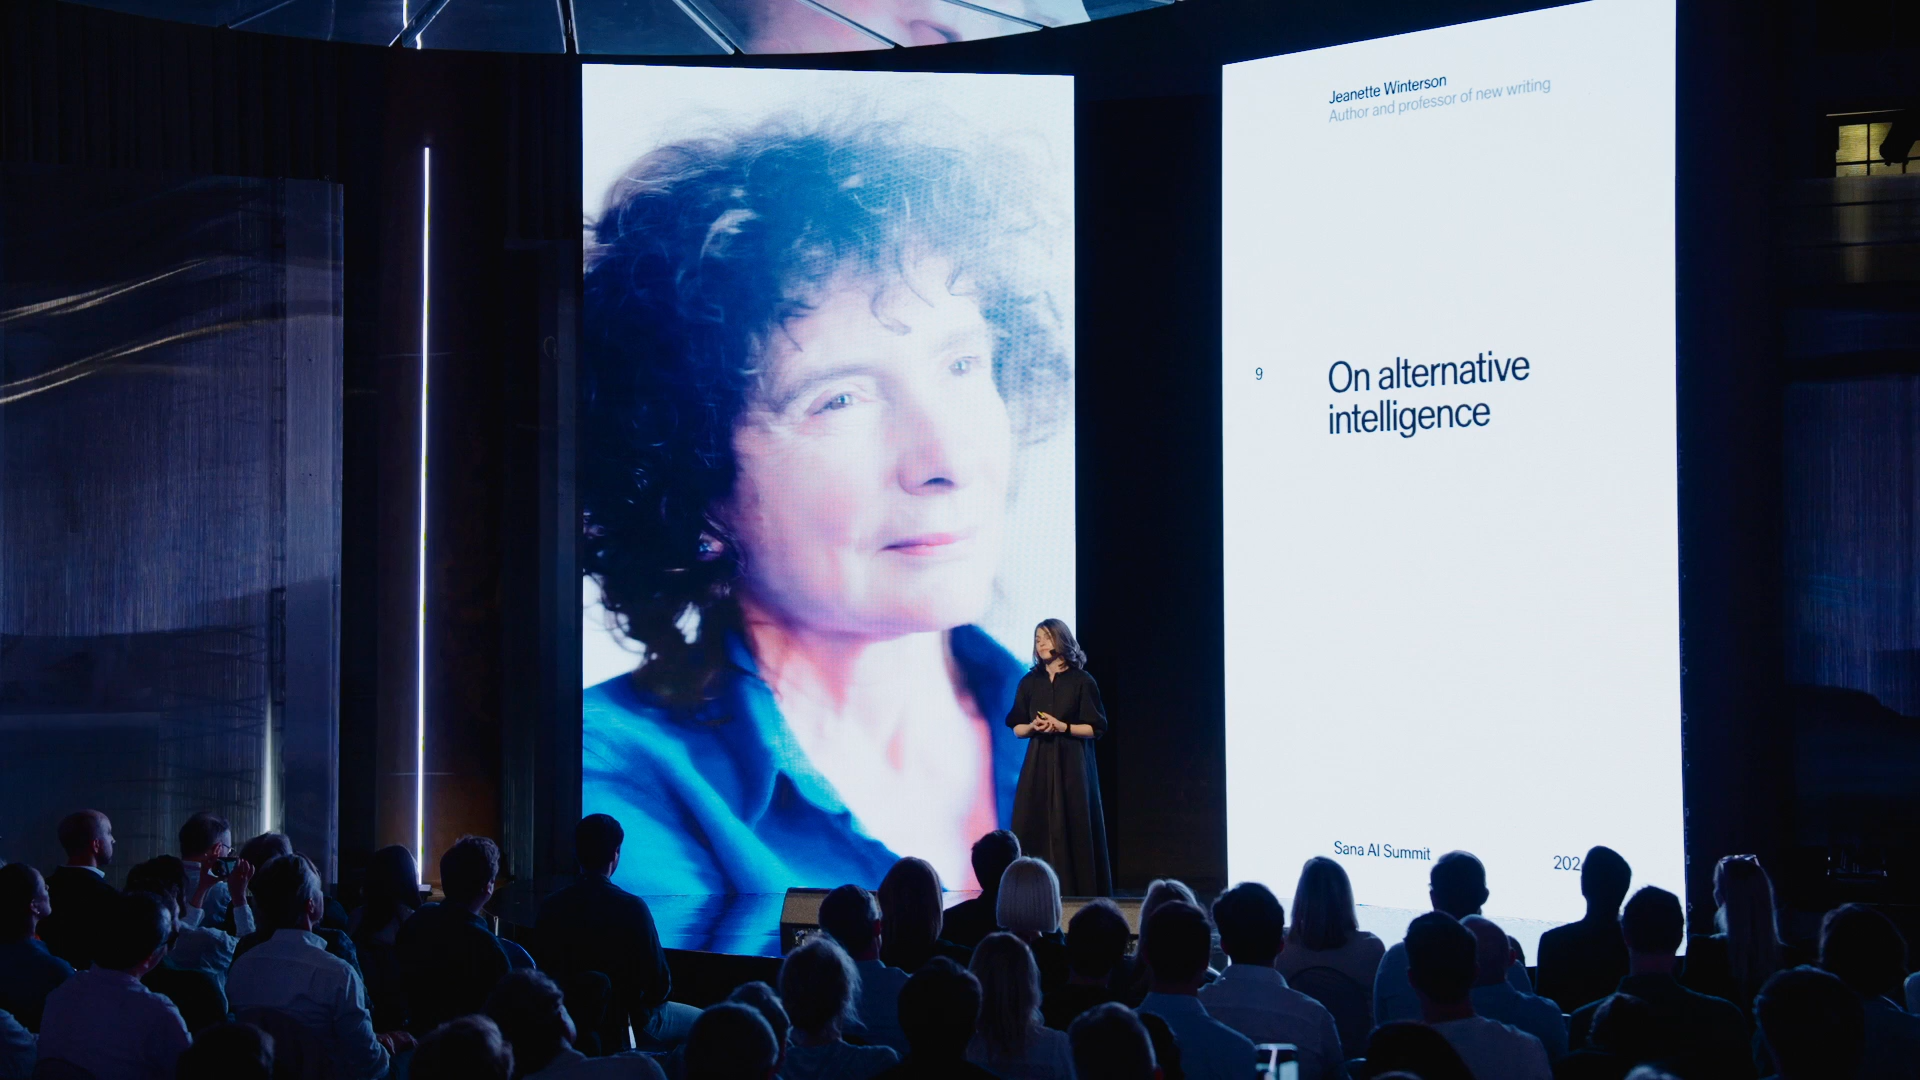 Jeanette Winterson
Author and professor of new writing
9
On alternative
intelligence
Sana AI Summit